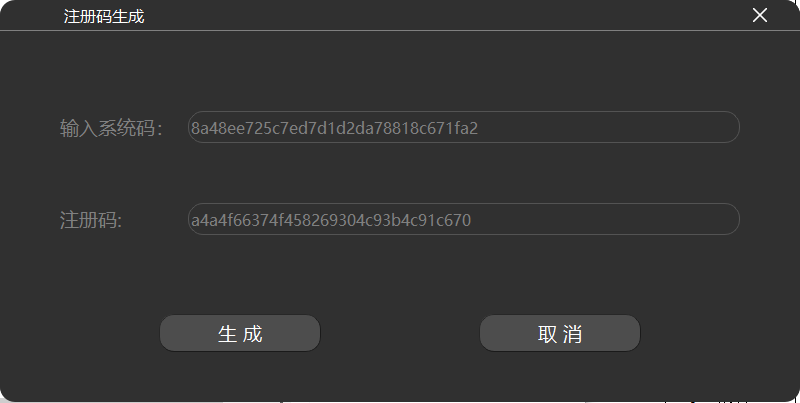 注册码生成
输入系统码：
8a48ee725c7ed7d1d2da78818c671fa2
注册码:
a4a4f66374f458269304c93b4c91c670
生 成
取 消